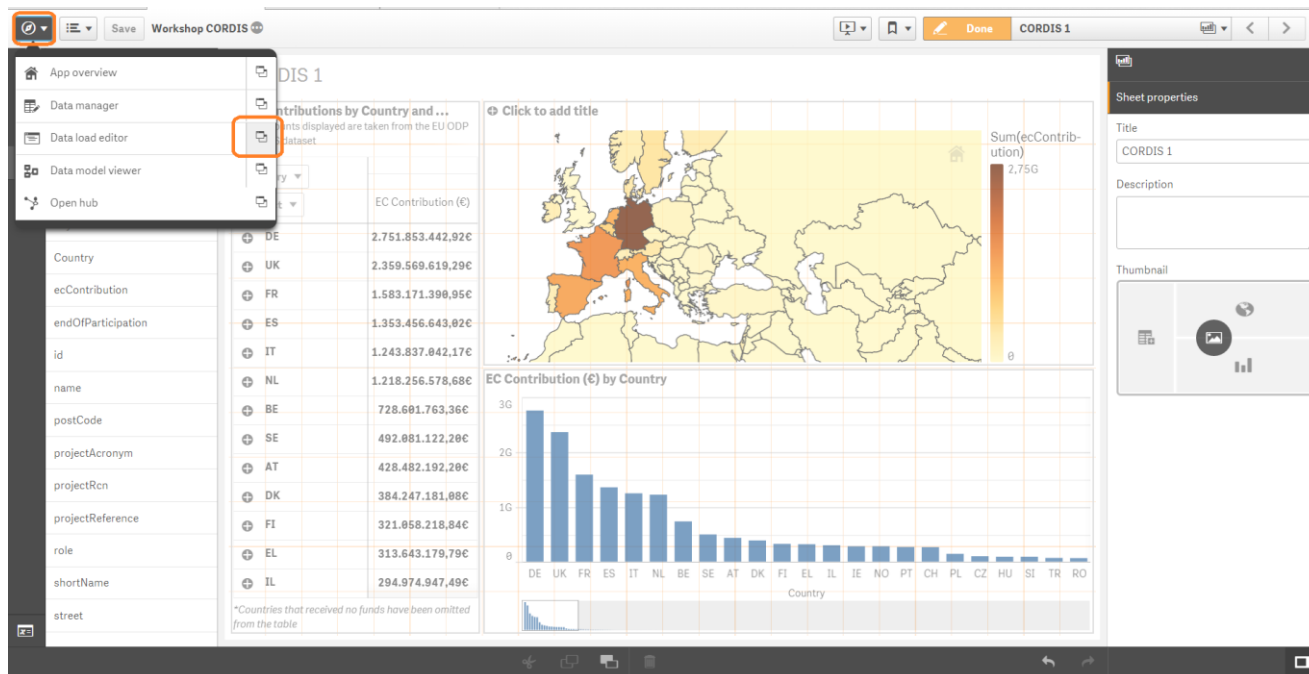 Save
Workshop CORDIS
Done
CORDIS 1
App overview
Data manager
Data load editor
Data model viewer
Open hub
Country
ecContribution
endOfParticipation
id
name
postCode
projectAcronym
projectRcn
projectReference
role
shortName
street
DIS 1
ntributions by Country and ...
unts displayed are taken from the EU ODP
dataset
EC Contribution (€)
DE 2.751.853.442,92€
UK 2.359.569.619,29€
FR 1.583.171.390,95€
ES 1.353.456.643,02€
IT 1.243.837.042,17€
NL 1.218.256.578,68€
BE 728.601.763,36€
SE 492.081.122,20€
AT 428.482.192,20€
DK 384.247.181,08€
FI 321.058.218,84€
EL 313.643.179,79€
IL 294.974.947,49€
*Countries that received no funds have been omitted
from the table
Click to add title
Sum(ecContrib-
ution)
2,75G
0
EC Contribution (€) by Country
3G
2G
1G
0
DE UK FR ES IT NL BE SE AT DK FI EL IL IE NO PT CH PL CZ HU SI TR RO
Country
Sheet properties
Title
CORDIS 1
Description
Thumbnail